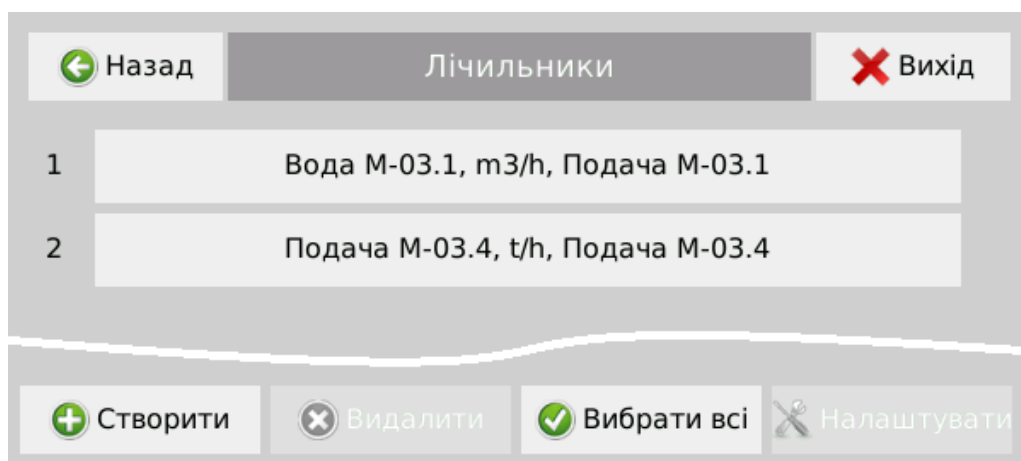 Назад Лічильники Вихід
1 Вода М-03.1, m3/h, Подача М-03.1
2 Подача М-03.4, t/h, Подача М-03.4
Створити Видалити Вибрати всі Налаштувати